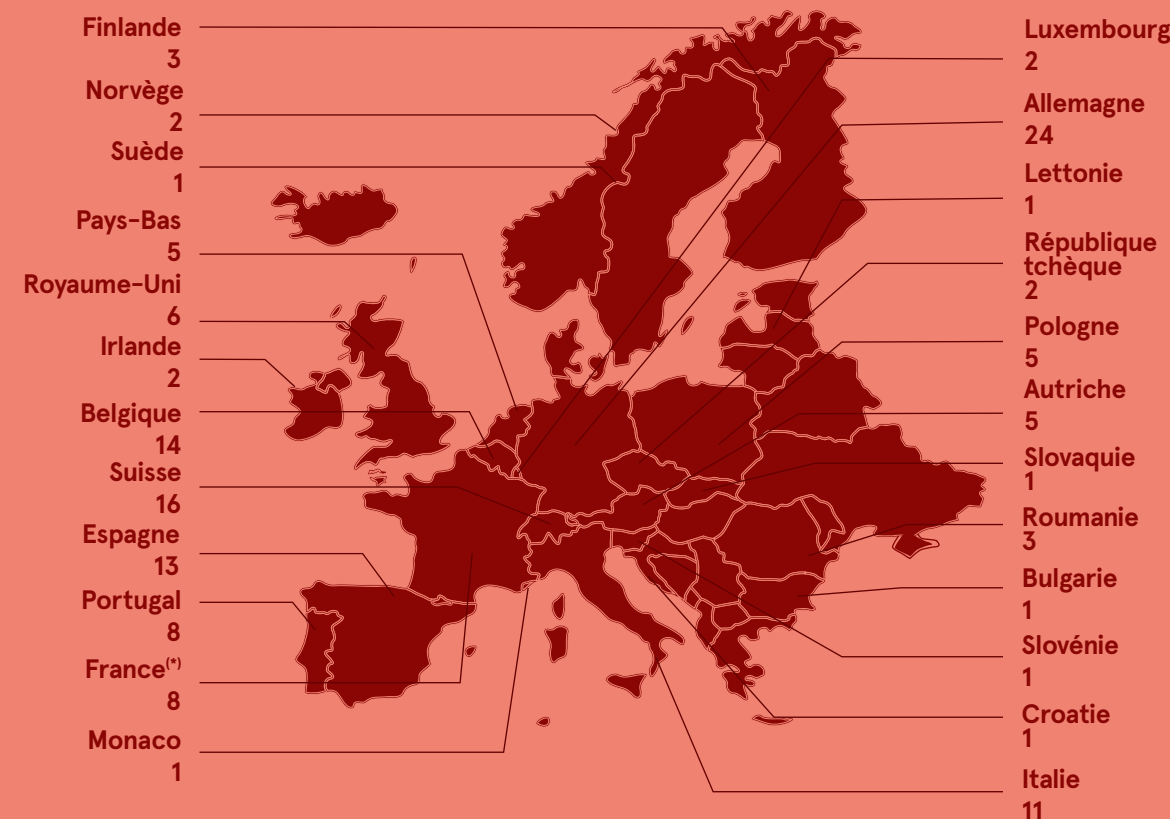 Finlande
3
Norvège
2
Suède
1
Pays-Bas
5
Royaume-Uni
6
Irlande
2
Belgique
14
Suisse
16
Espagne
13
Portugal
8
France(*)
8
Monaco
1
Luxembourg
2
Allemagne
24
Lettonie
1
République
tchèque
2
Pologne
5
Autriche
5
Slovaquie
1
Roumanie
3
Bulgarie
1
Slovénie
1
Croatie
1
Italie
11